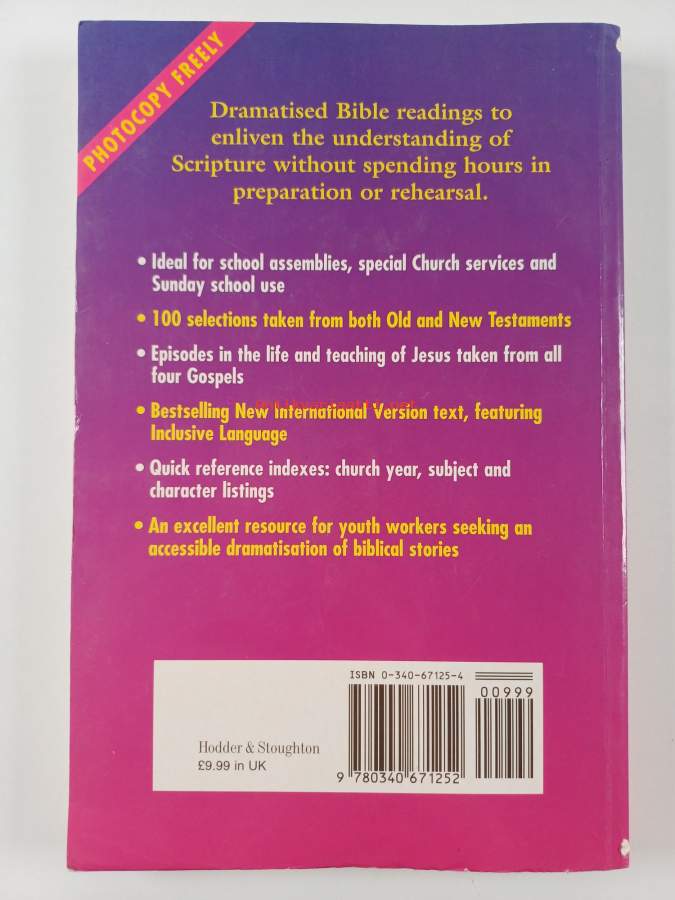 PHOTOCOPY FREELY
Dramatised Bible readings to
enliven the understanding of
Scripture without spending hours in
preparation or rehearsal.
• Ideal for school assemblies, special Church services and
Sunday school use
• 100 selections taken from both Old and New Testaments
• Episodes in the life and teaching of Jesus taken from all
four Gospels
• Bestselling New International Version text, featuring
Inclusive Language
• Quick reference indexes: church year, subject and
character listings
• An excellent resource for youth workers seeking an
accessible dramatisation of biblical stories
ISBN 0-340-67125-4
00999
Hodder & Stoughton
£9.99 in UK
9 780340 671252